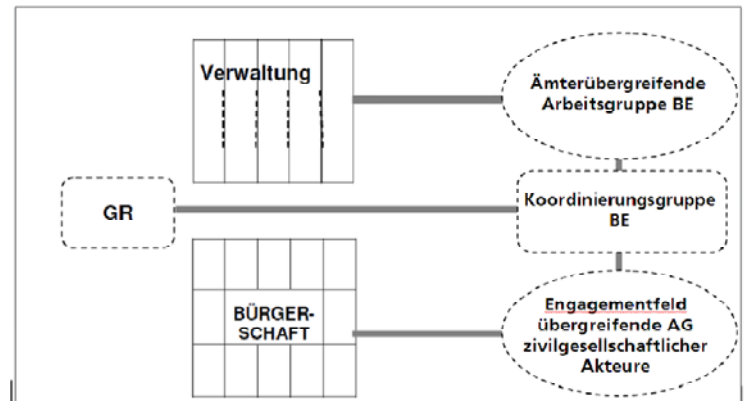 Verwaltung
Ämterübergreifende
Arbeitsgruppe BE
GR
Koordinierungsgruppe
BE
BÜRGER-
SCHAFT
Engagementfeld
übergreifende AG
zivilgesellschaftlicher
Akteure